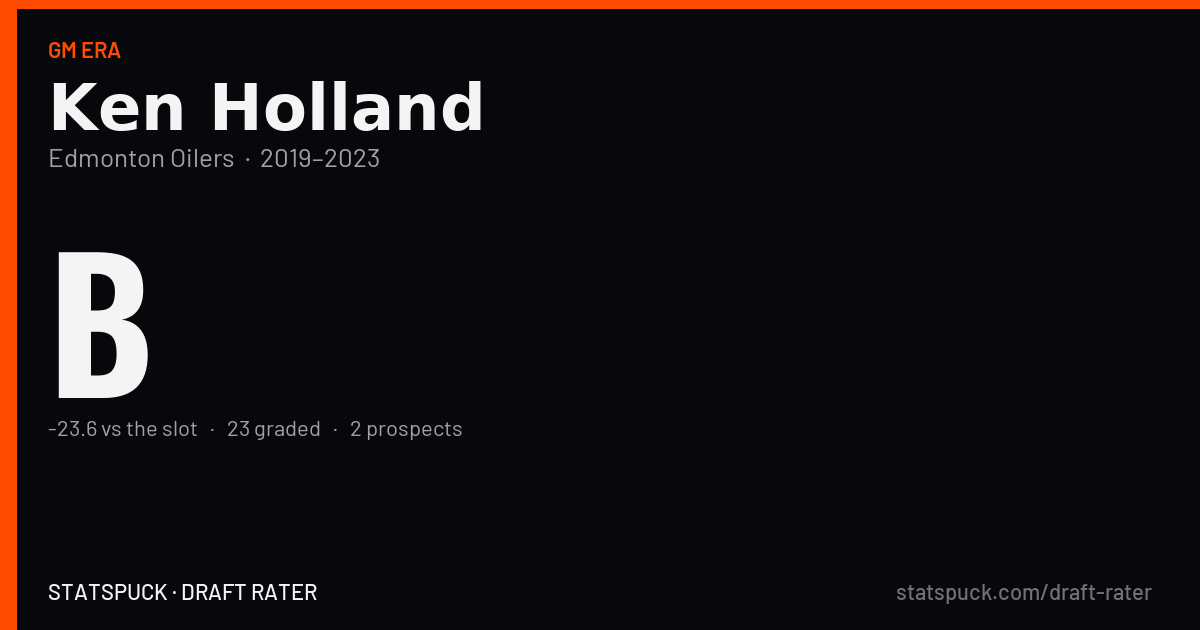 GM ERA
Ken Holland
Edmonton Oilers · 2019–2023
B
-23.6 vs the slot · 23 graded · 2 prospects
STATSPUCK · DRAFT RATER
statspuck.com/draft-rater